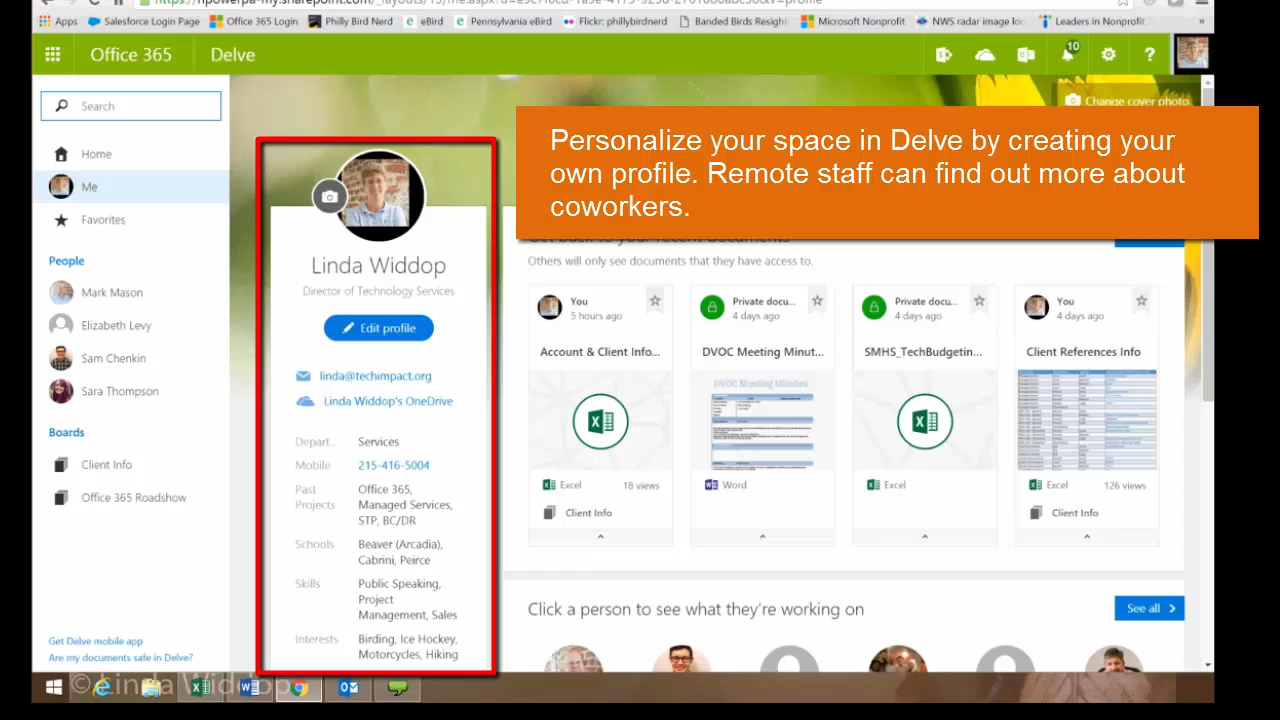 Apps Salesforce Login Page Office 365 Login Philly Bird Nerd eBird Pennsylvania eBird Flickr: phillybirdnerd Banded Birds Resight Microsoft Nonprofit NWS radar image loo Leaders in Nonprofit »
Office 365 Delve 10 ?
Search
Home
Me
Favorites
People
Mark Mason
Elizabeth Levy
Sam Chenkin
Sara Thompson
Boards
Client Info
Office 365 Roadshow
Get Delve mobile app
Are my documents safe in Delve?
Change cover photo
Personalize your space in Delve by creating your
own profile. Remote staff can find out more about
coworkers.
Linda Widdop
Director of Technology Services
Edit profile
linda@techimpact.org
Linda Widdop's OneDrive
Depart... Services
Mobile 215-416-5004
Past Projects Office 365,
Managed Services,
STP, BC/DR
Schools Beaver (Arcadia),
Cabrini, Peirce
Skills Public Speaking,
Project
Management, Sales
Interests Birding, Ice Hockey,
Motorcycles, Hiking
Get back to your recent documents
Others will only see documents that they have access to.
You
5 hours ago
Account & Client Info...
Excel 18 views
Client Info
Private docu...
4 days ago
DVOC Meeting Minut...
DVOC Meeting Minutes
Word
Private docu...
4 days ago
SMHS_TechBudgetin...
Excel
You
4 days ago
Client References Info
Excel 126 views
Client Info
Click a person to see what they're working on
See all
© Linda Widdop